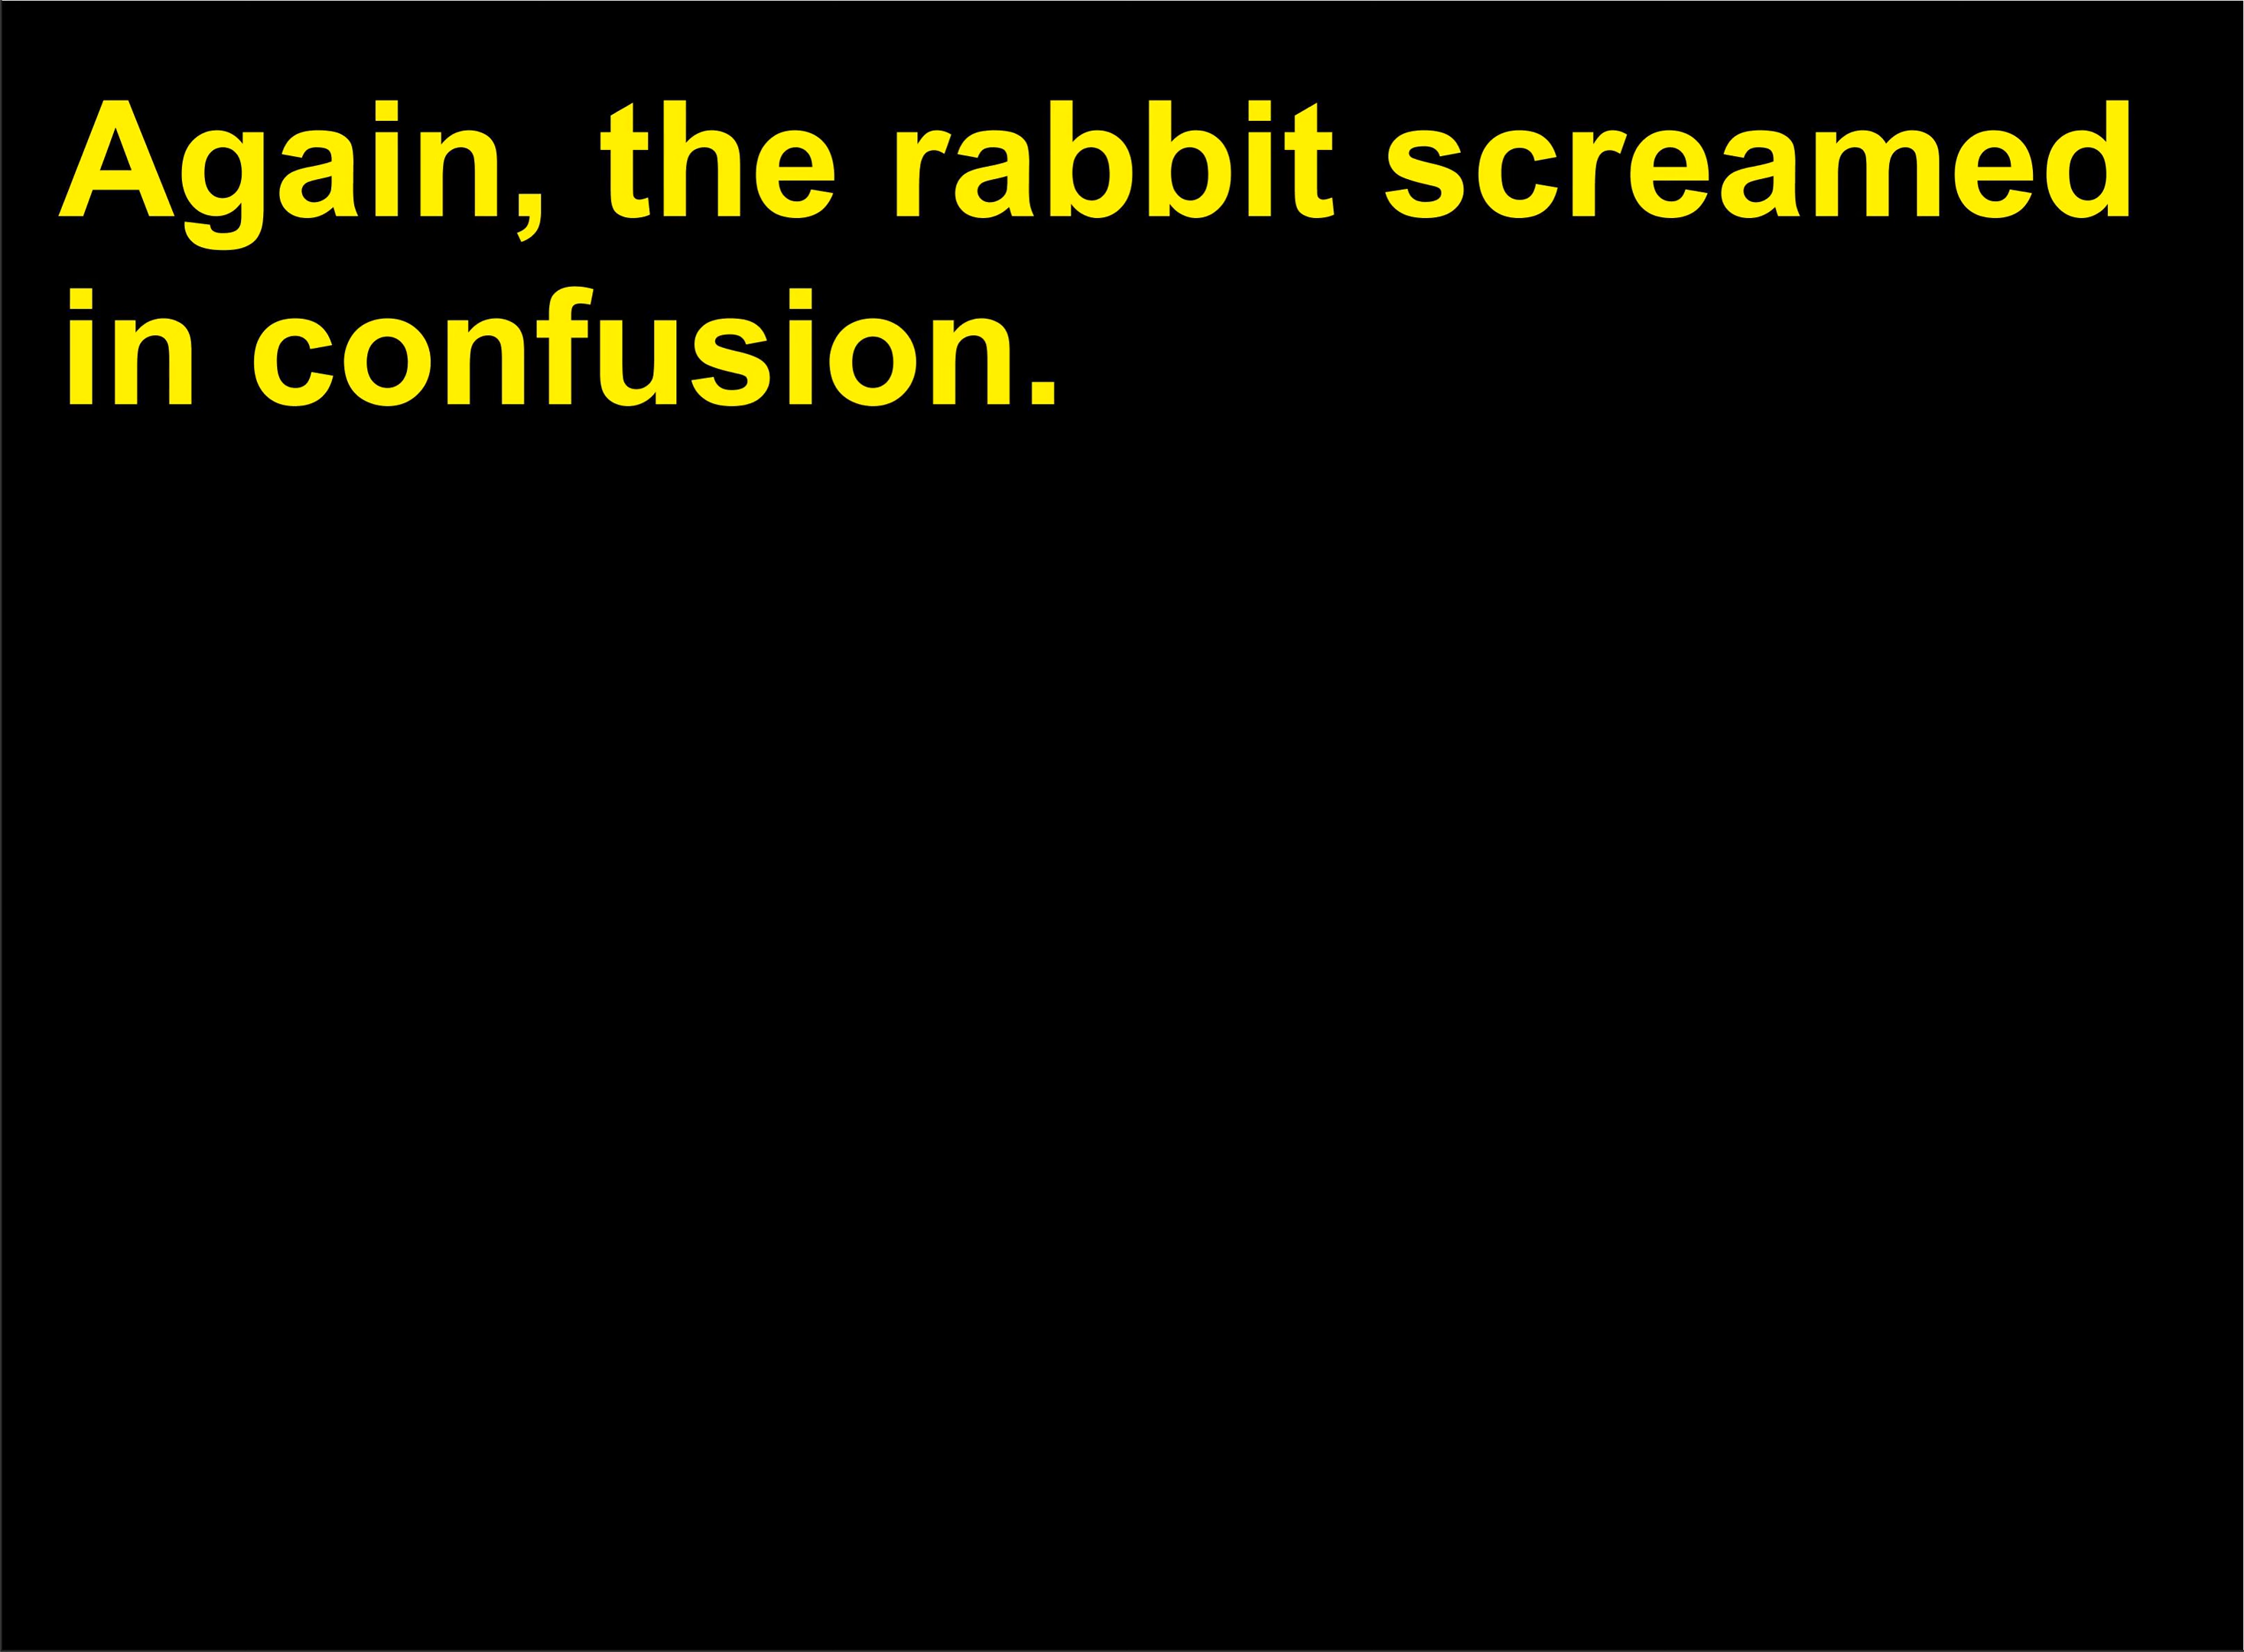 Again, the rabbit screamed
in confusion.